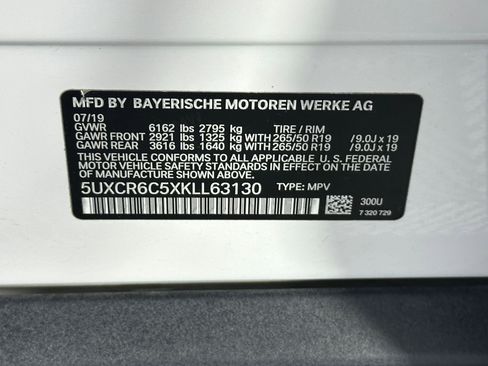 MFD BY BAYERISCHE MOTOREN WERKE AG
07/19
GVWR 6162 lbs 2795 kg TIRE / RIM
GAWR FRONT 2921 lbs 1325 kg WITH 265/50 R19 / 9.0J x 19
GAWR REAR 3616 lbs 1640 kg WITH 265/50 R19 / 9.0J x 19
THIS VEHICLE CONFORMS TO ALL APPLICABLE U. S. FEDERAL
MOTOR VEHICLE SAFETY STANDARDS IN EFFECT ON THE DATE
OF MANUFACTURE SHOWN ABOVE.
5UXCR6C5XKLL63130 TYPE: MPV
300U
7 320 729